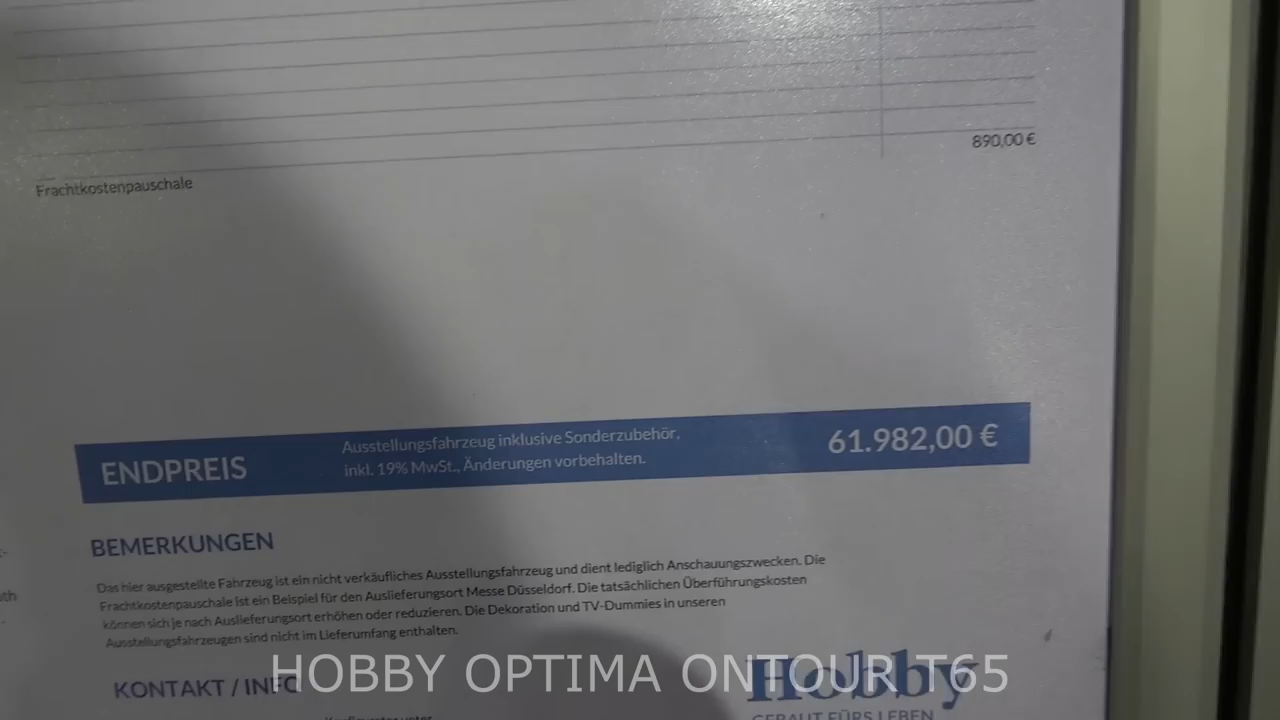 890,00 €
Frachtkostenpauschale
ENDPREIS
Ausstellungsfahrzeug inklusive Sonderzubehör,
inkl. 19% MwSt., Änderungen vorbehalten.
61.982,00 €
BEMERKUNGEN
Das hier ausgestellte Fahrzeug ist ein nicht verkäufliches Ausstellungsfahrzeug und dient lediglich Anschauungszwecken. Die
Frachtkostenpauschale ist ein Beispiel für den Auslieferungsort Messe Düsseldorf. Die tatsächlichen Überführungskosten
können sich je nach Auslieferungsort erhöhen oder reduzieren. Die Dekoration und TV-Dummies in unseren
Ausstellungsfahrzeugen sind nicht im Lieferumfang enthalten.
KONTAKT / INFO
Hobby
GEBAUT FÜRS LEBEN
HOBBY OPTIMA ONTOUR T65